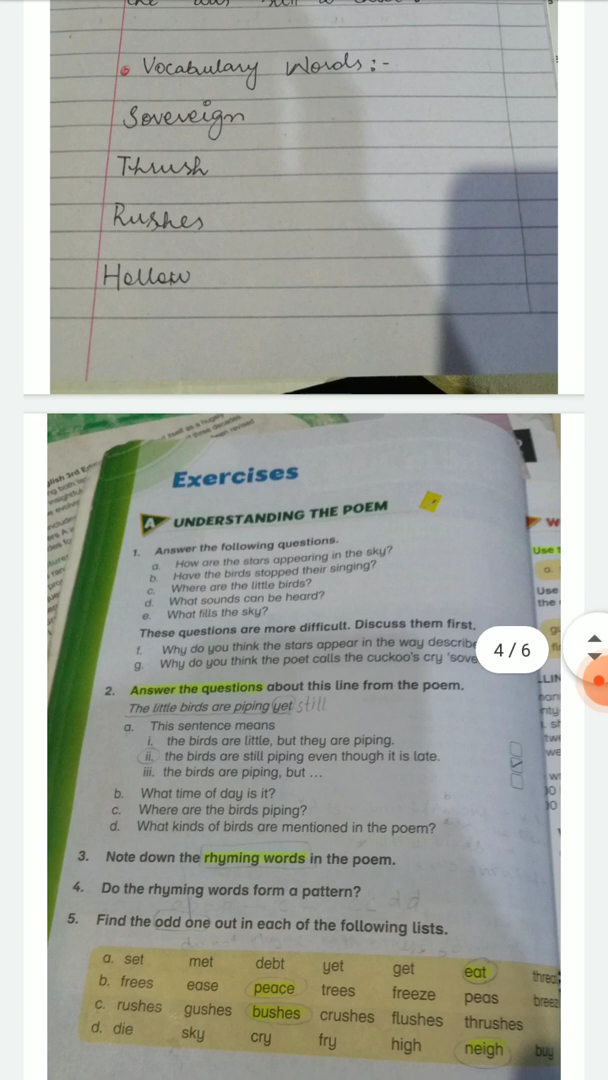 Vocabulary Words :-
Sovereign
Thrush
Rushes
Hollow
Exercises
A UNDERSTANDING THE POEM
1. Answer the following questions.
a. How are the stars appearing in the sky?
b. Have the birds stopped their singing?
c. Where are the little birds?
d. What sounds can be heard?
e. What fills the sky?
These questions are more difficult. Discuss them first.
f. Why do you think the stars appear in the way describe
g. Why do you think the poet calls the cuckoo's cry 'sove
4 / 6
2. Answer the questions about this line from the poem.
The little birds are piping yet still
a. This sentence means
i. the birds are little, but they are piping.
ii. the birds are still piping even though it is late.
iii. the birds are piping, but ...
b. What time of day is it?
c. Where are the birds piping?
d. What kinds of birds are mentioned in the poem?
3. Note down the rhyming words in the poem.
4. Do the rhyming words form a pattern?
5. Find the odd one out in each of the following lists.
a. set met debt yet get eat
b. frees ease peace trees freeze peas
c. rushes gushes bushes crushes flushes thrushes
d. die sky cry fry high neigh buy